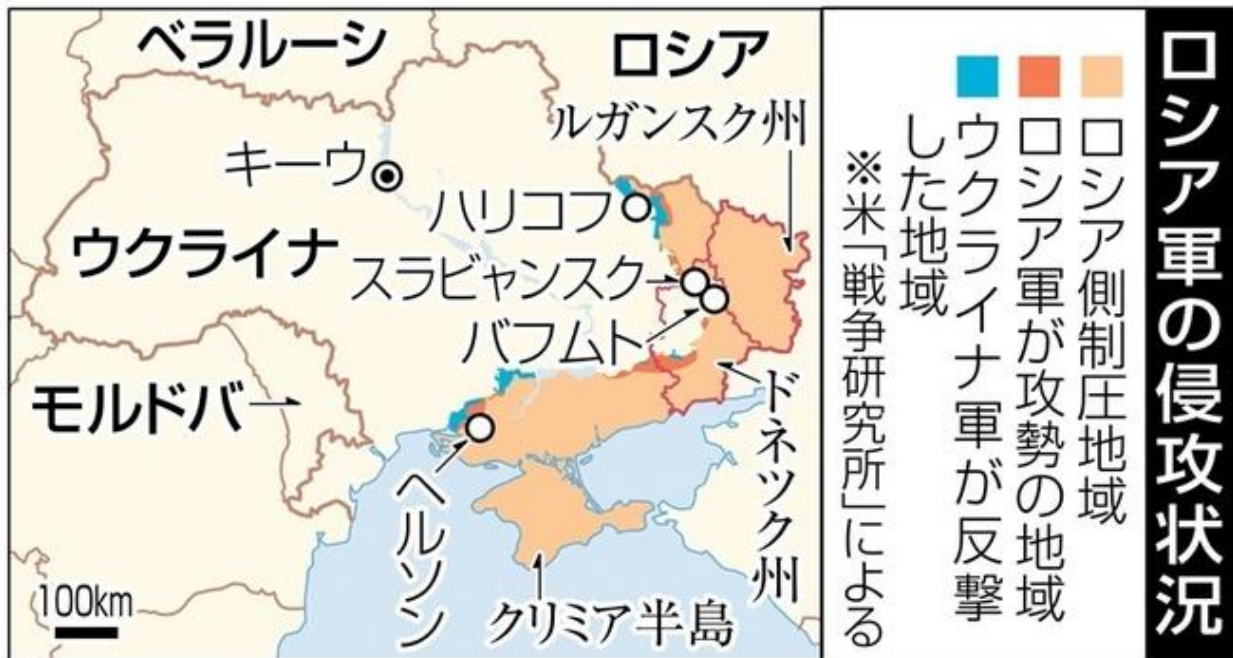 ロシア軍の侵攻状況
ロシア側制圧地域
ロシア軍が攻勢の地域
ウクライナ軍が反撃
した地域
※米「戦争研究所」による
ベラルーシ
ロシア
ルガンスク州
キーウ
ハリコフ
ウクライナ
スラビャンスク
バフムト
モルドバ
ドネツク州
ヘルソン
クリミア半島
100km